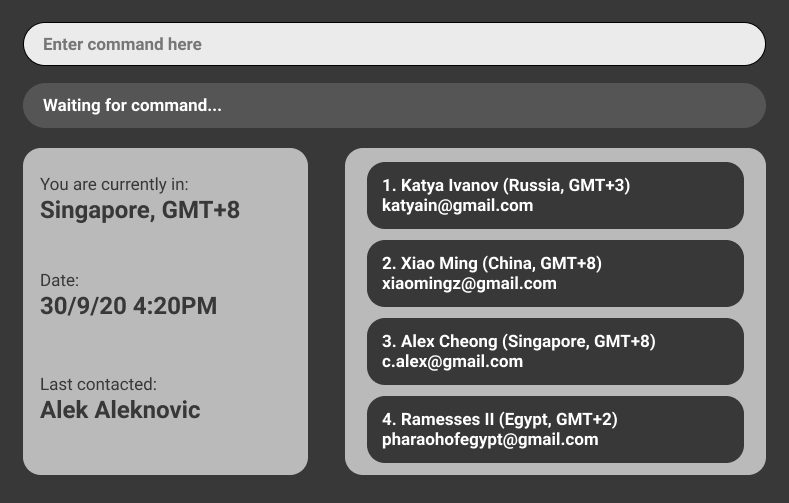 Enter command here
Waiting for command...
You are currently in:
Singapore, GMT+8
Date:
30/9/20 4:20PM
Last contacted:
Alek Aleknovic
1. Katya Ivanov (Russia, GMT+3)
katyain@gmail.com
2. Xiao Ming (China, GMT+8)
xiaomingz@gmail.com
3. Alex Cheong (Singapore, GMT+8)
c.alex@gmail.com
4. Ramesses II (Egypt, GMT+2)
pharaohofegypt@gmail.com